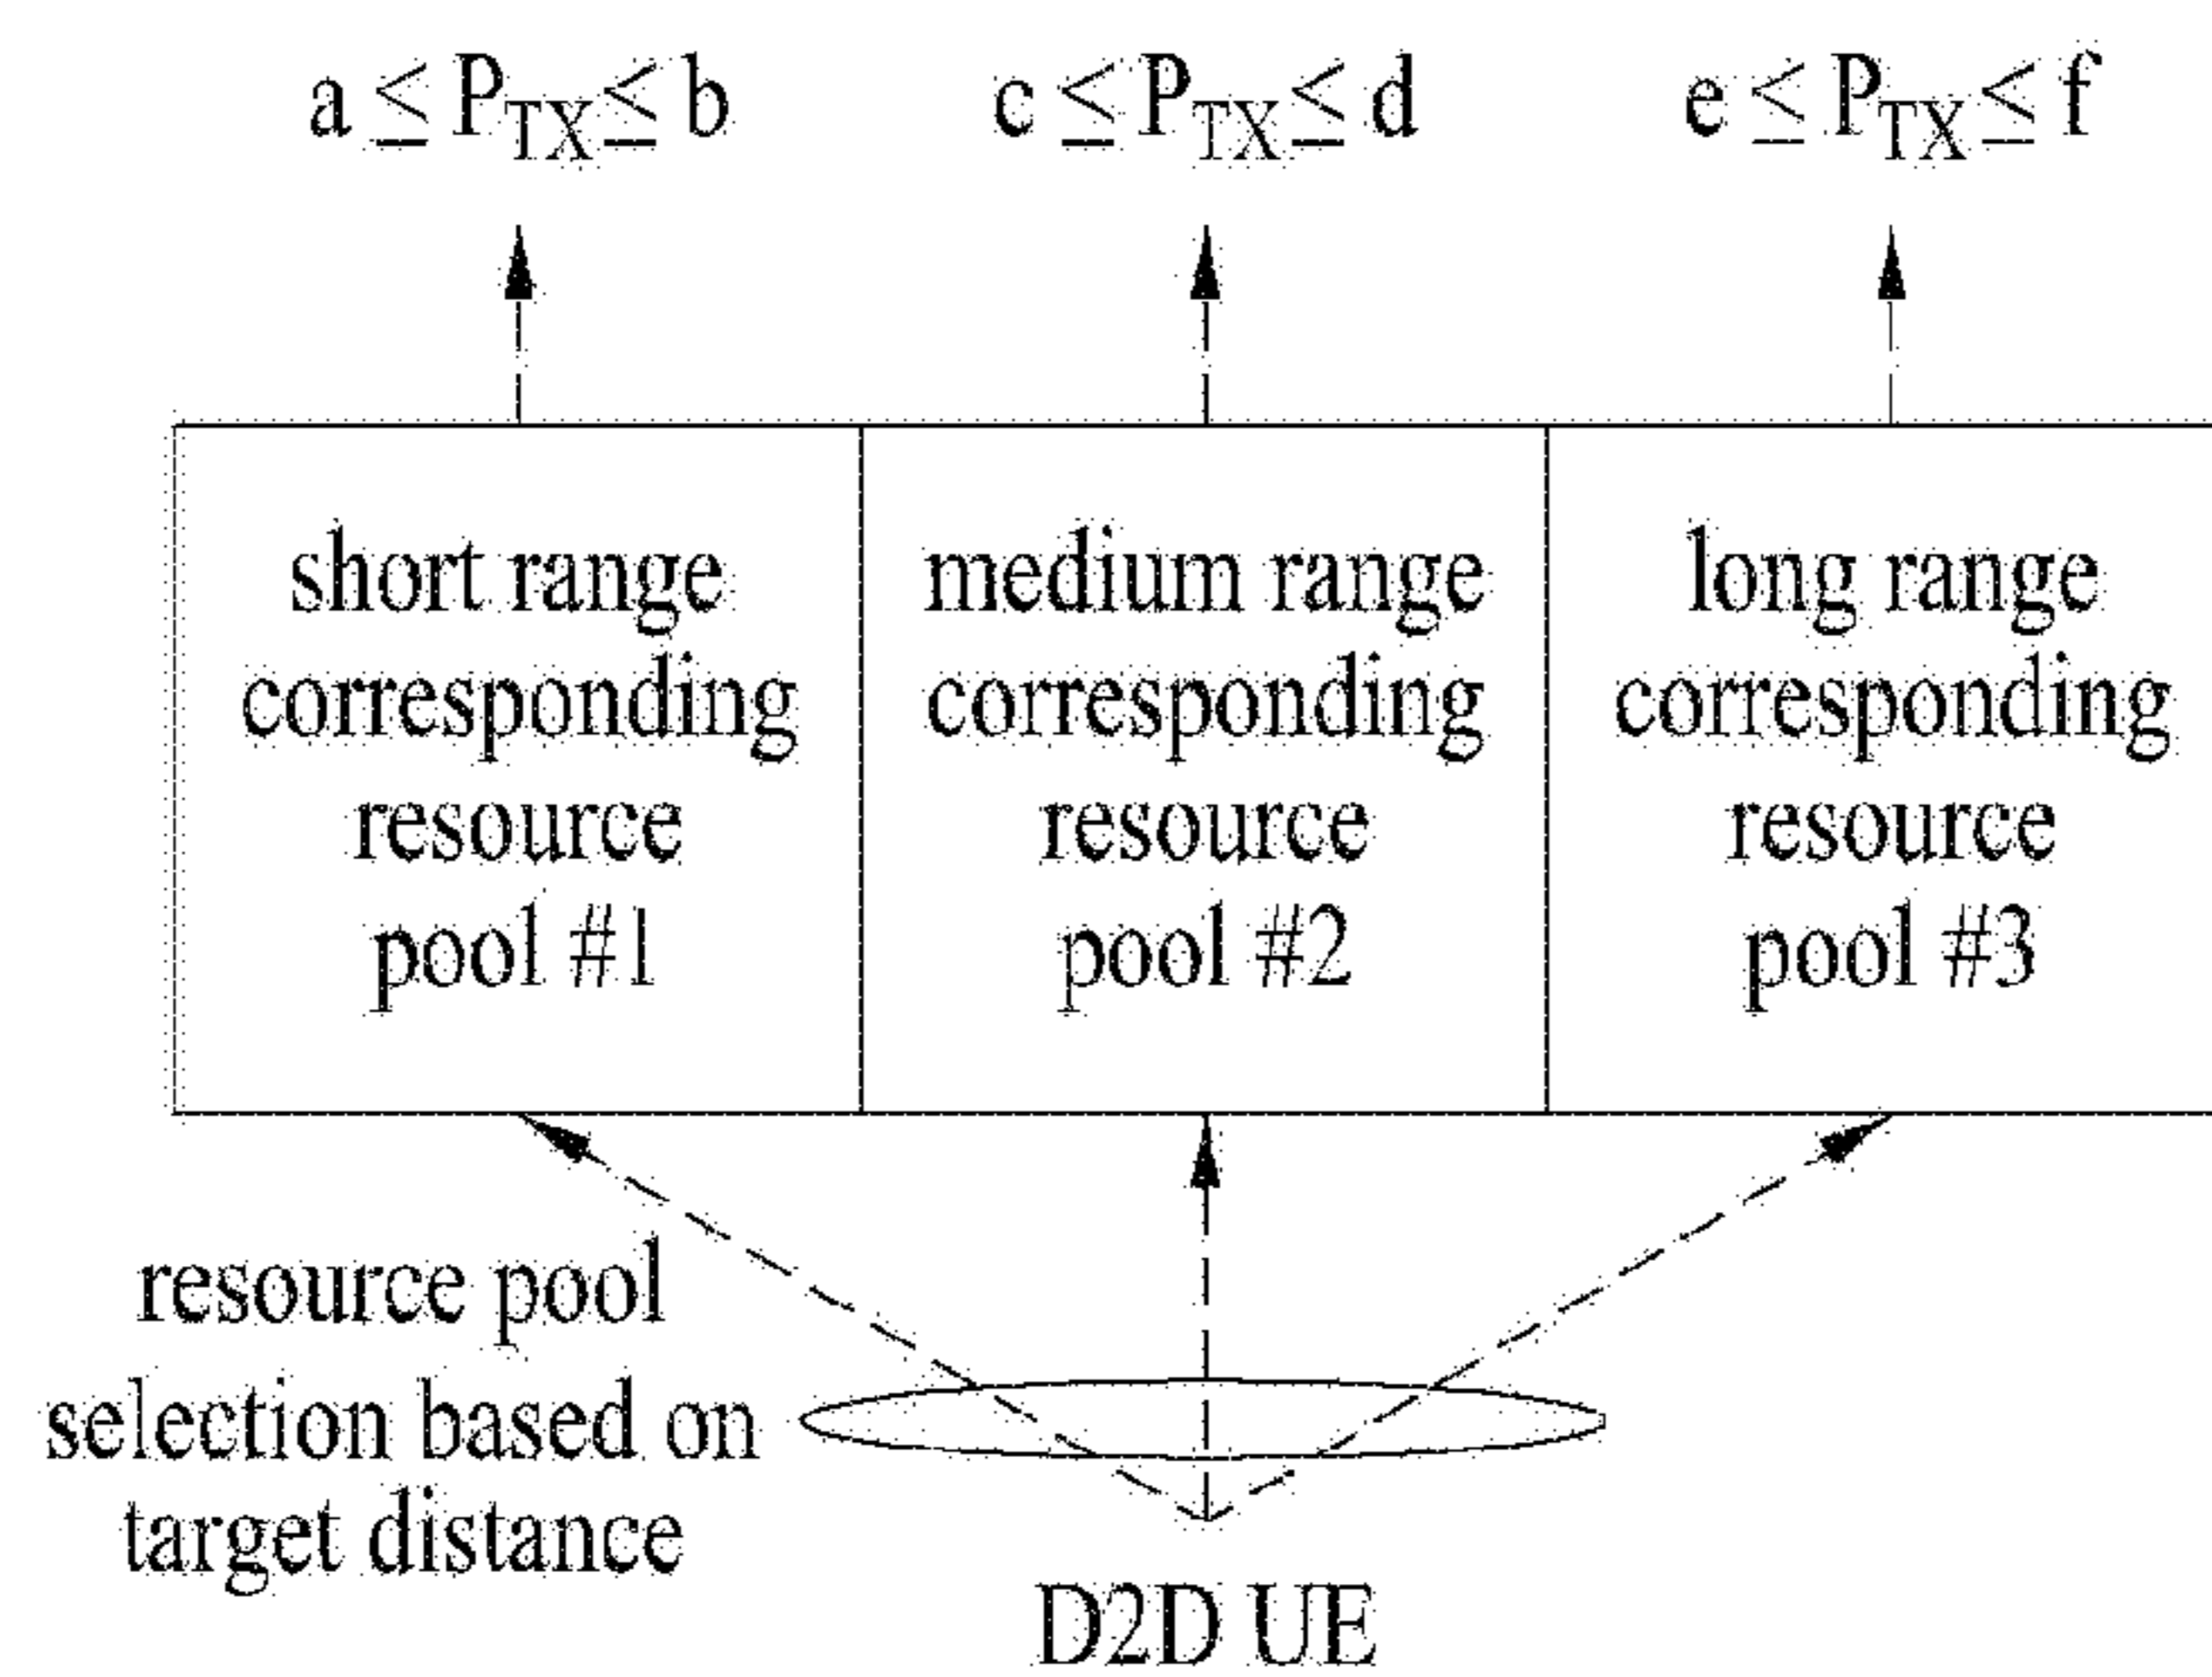 a ≤ P_TX ≤ b
c ≤ P_TX ≤ d
e ≤ P_TX ≤ f
short range
corresponding
resource
pool #1
medium range
corresponding
resource
pool #2
long range
corresponding
resource
pool #3
resource pool
selection based on
target distance
D2D UE